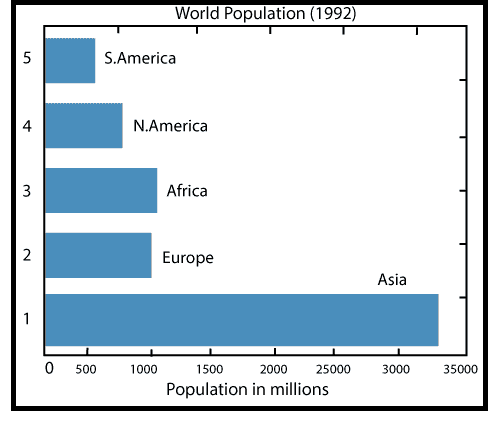 World Population (1992)
5 S.America
4 N.America
3 Africa
2 Europe
Asia
1
0 500 1000 1500 2000 25000 3000 35000
Population in millions